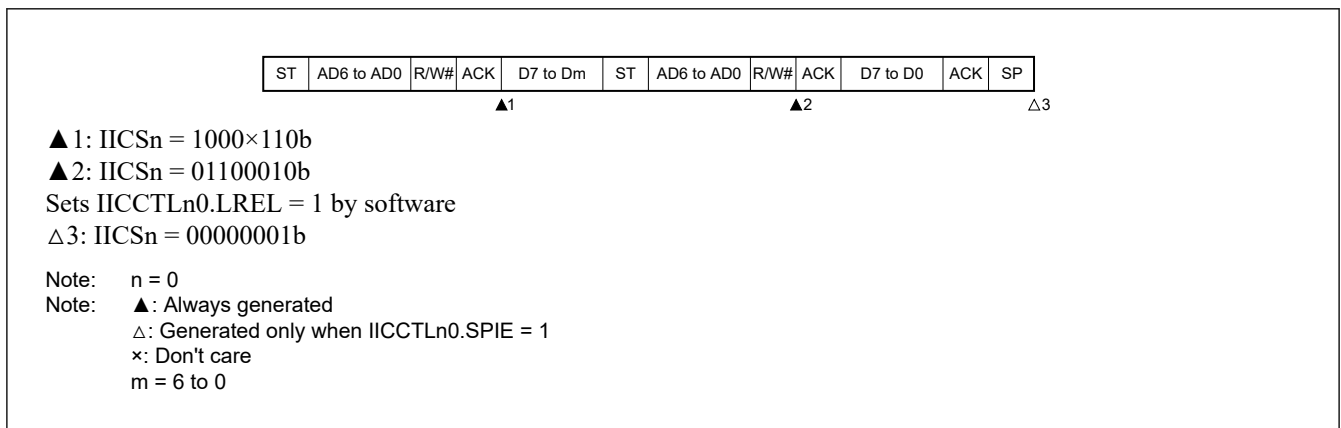 ST AD6 to AD0 R/W# ACK D7 to Dm ST AD6 to AD0 R/W# ACK D7 to D0 ACK SP
▲1 ▲2 △3
▲1: IICSn = 1000×110b
▲2: IICSn = 01100010b
Sets IICCTLn0.LREL = 1 by software
△3: IICSn = 00000001b
Note: n = 0
Note: ▲: Always generated
△: Generated only when IICCTLn0.SPIE = 1
×: Don't care
m = 6 to 0